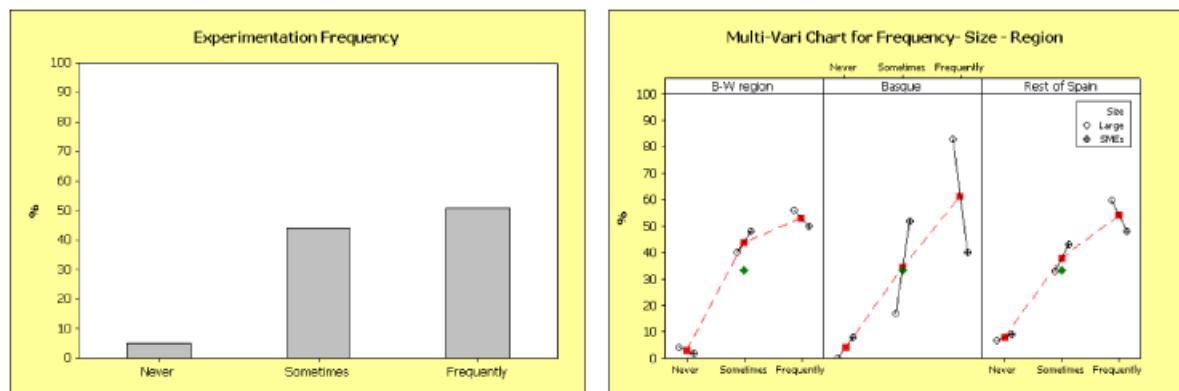 Experimentation Frequency
100
90
80
70
60
50
40
30
20
10
0
%
Never Sometimes Frequently
Multi-Vari Chart for Frequency- Size - Region
Never Sometimes Frequently
B-W region Basque Rest of Spain
100
90
80
70
60
50
40
30
20
10
0
%
Size
Large
SMEs
Never Sometimes Frequently Never Sometimes Frequently